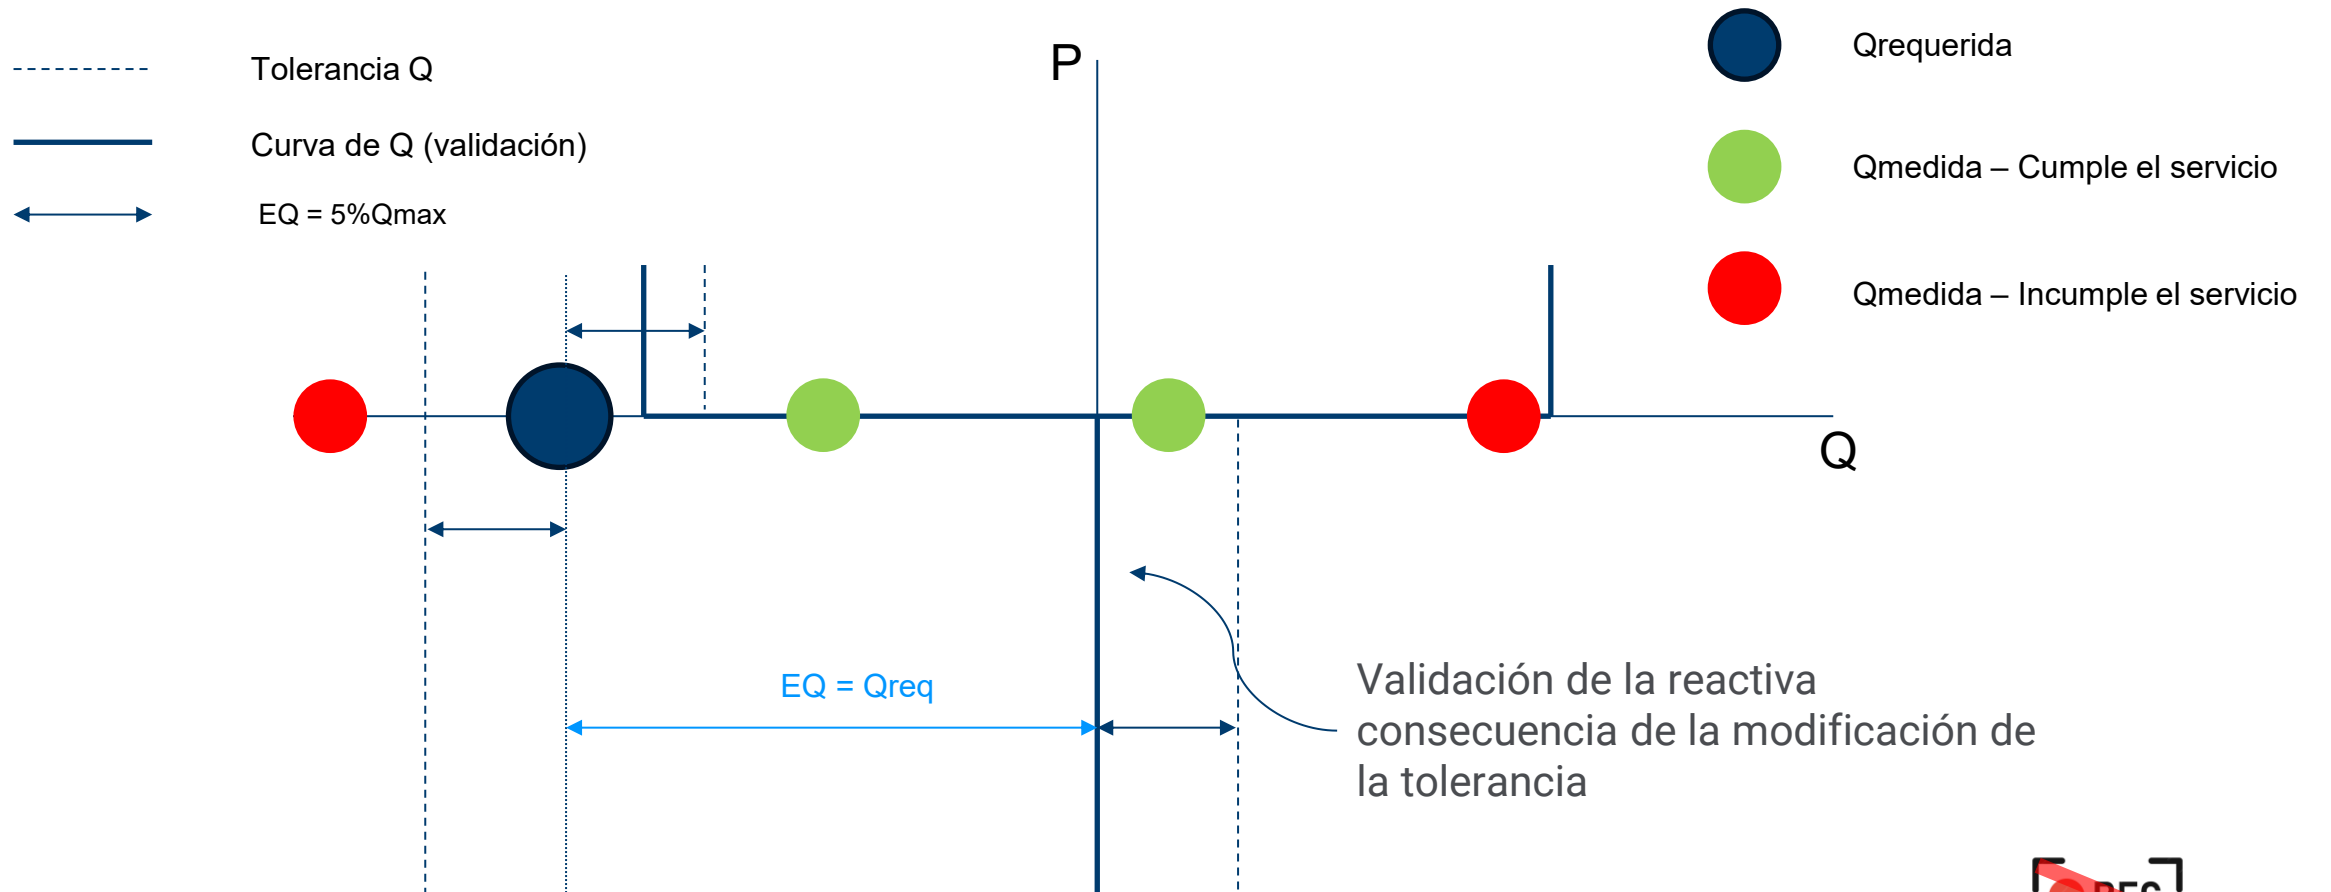 Tolerancia Q
Curva de Q (validación)
EQ = 5%Qmax
P
Qrequerida
Qmedida – Cumple el servicio
Qmedida – Incumple el servicio
Q
EQ = Qreq
Validación de la reactiva
consecuencia de la modificación de
la tolerancia